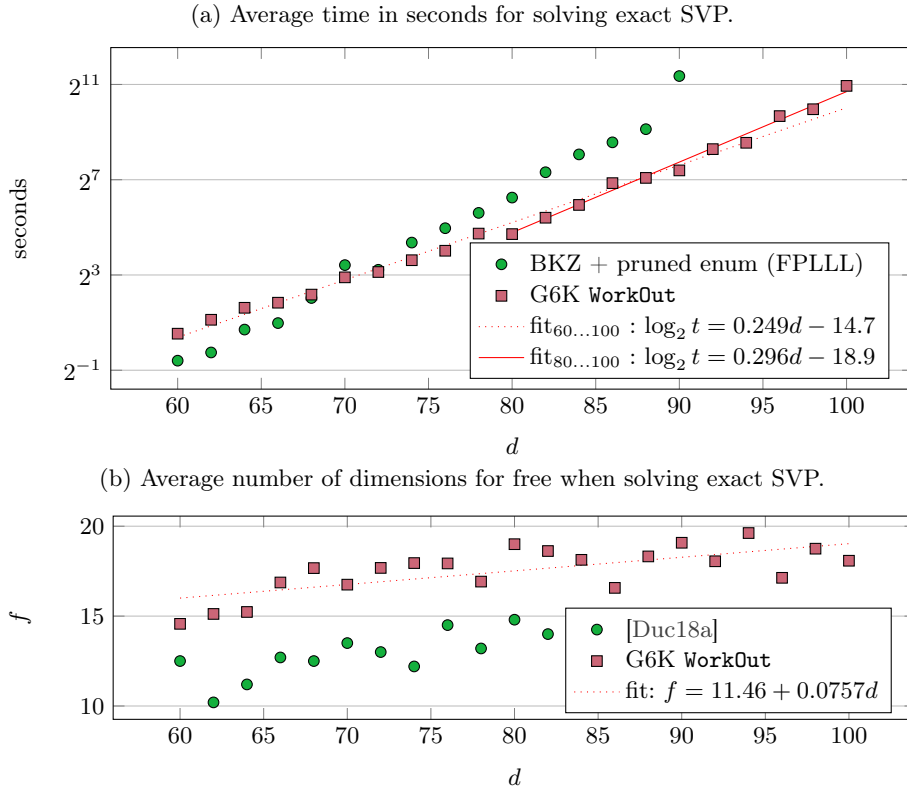 (a) Average time in seconds for solving exact SVP.
2^11
2^7
2^3
2^−1
seconds
BKZ + pruned enum (FPLLL)
G6K WorkOut
fit_60...100 : log_2 t = 0.249d − 14.7
fit_80...100 : log_2 t = 0.296d − 18.9
60 65 70 75 80 85 90 95 100
d
(b) Average number of dimensions for free when solving exact SVP.
20
15
10
f
[Duc18a]
G6K WorkOut
fit: f = 11.46 + 0.0757d
60 65 70 75 80 85 90 95 100
d